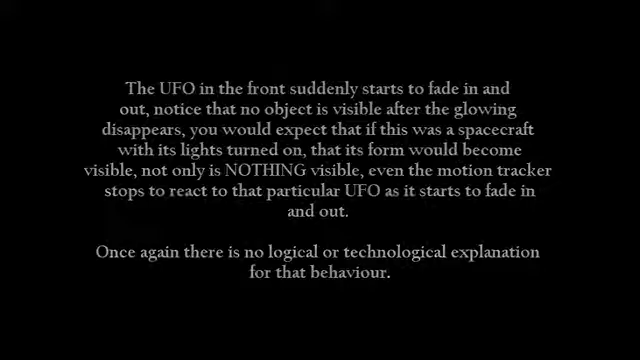 The UFO in the front suddenly starts to fade in and
out, notice that no object is visible after the glowing
disappears, you would expect that if this was a spacecraft
with its lights turned on, that its form would become
visible, not only is NOTHING visible, even the motion tracker
stops to react to that particular UFO as it starts to fade in
and out.
Once again there is no logical or technological explanation
for that behaviour.